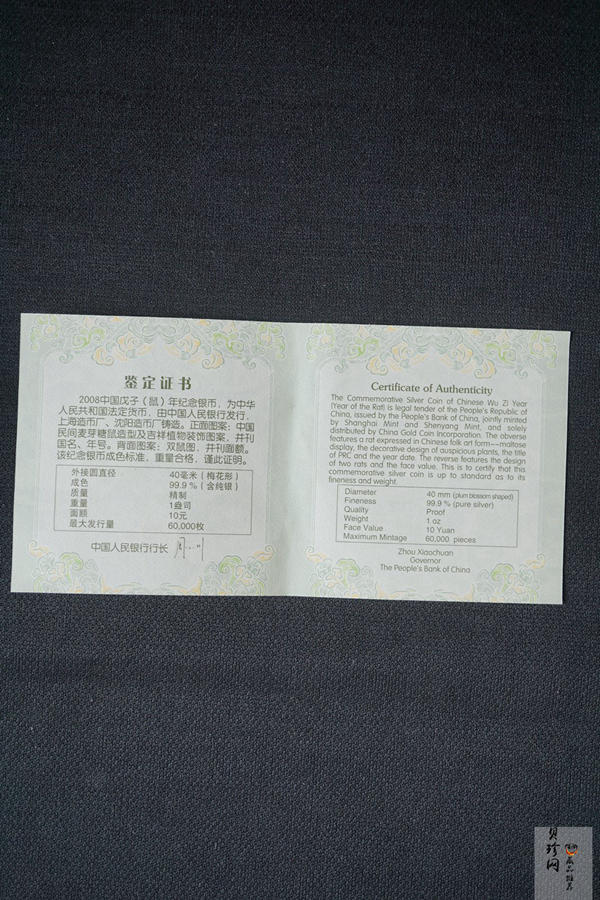 鉴定证书
2008中国戊子（鼠）年纪念银币，为中华
人民共和国法定货币，由中国人民银行发行，
上海造币厂、沈阳造币厂铸造。正面图案：中国
民间麦芽糖鼠造型及吉祥植物装饰图案，并刊
国名、年号。背面图案：双鼠图，并刊面额。
该纪念银币成色标准，重量合格，谨此证明。
外接圆直径 40毫米（梅花形）
成色 99.9％（含纯银）
质量 精制
重量 1盎司
面额 10元
最大发行量 60,000枚
中国人民银行行长
Certificate of Authenticity
The Commemorative Silver Coin of Chinese Wu Zi Year
(Year of the Rat) is legal tender of the People's Republic of
China, issued by the People's Bank of China, jointly minted
by Shanghai Mint and Shenyang Mint, and solely
distributed by China Gold Coin Incorporation. The obverse
features a rat expressed in Chinese folk art form—maltose
display, the decorative design of auspicious plants, the title
of PRC and the year date. The reverse features the design
of two rats and the face value. This is to certify that this
commemorative silver coin is up to standard as to its
fineness and weight.
Diameter 40 mm (plum blossom shaped)
Fineness 99.9 % (pure silver)
Quality Proof
Weight 1 oz
Face Value 10 Yuan
Maximum Mintage 60,000 pieces
Zhou Xiaochuan
Governor
The People's Bank of China
贝珍网
藏品推荐